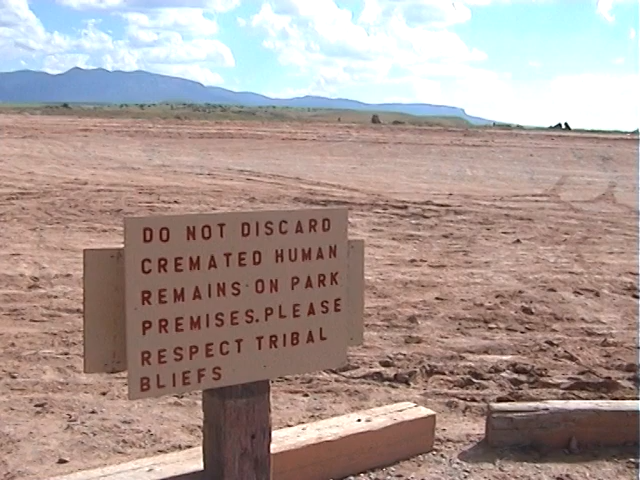 DO NOT DISCARD
CREMATED HUMAN
REMAINS ON PARK
PREMISES.PLEASE
RESPECT TRIBAL
BLIEFS